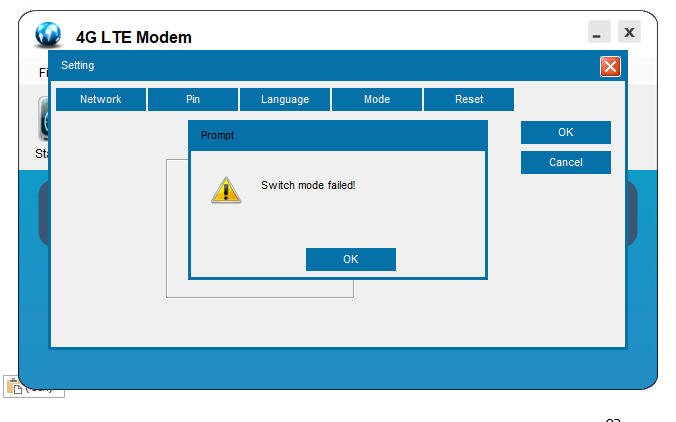 4G LTE Modem
Setting
Network Pin Language Mode Reset
OK
Cancel
Prompt
Switch mode failed!
OK